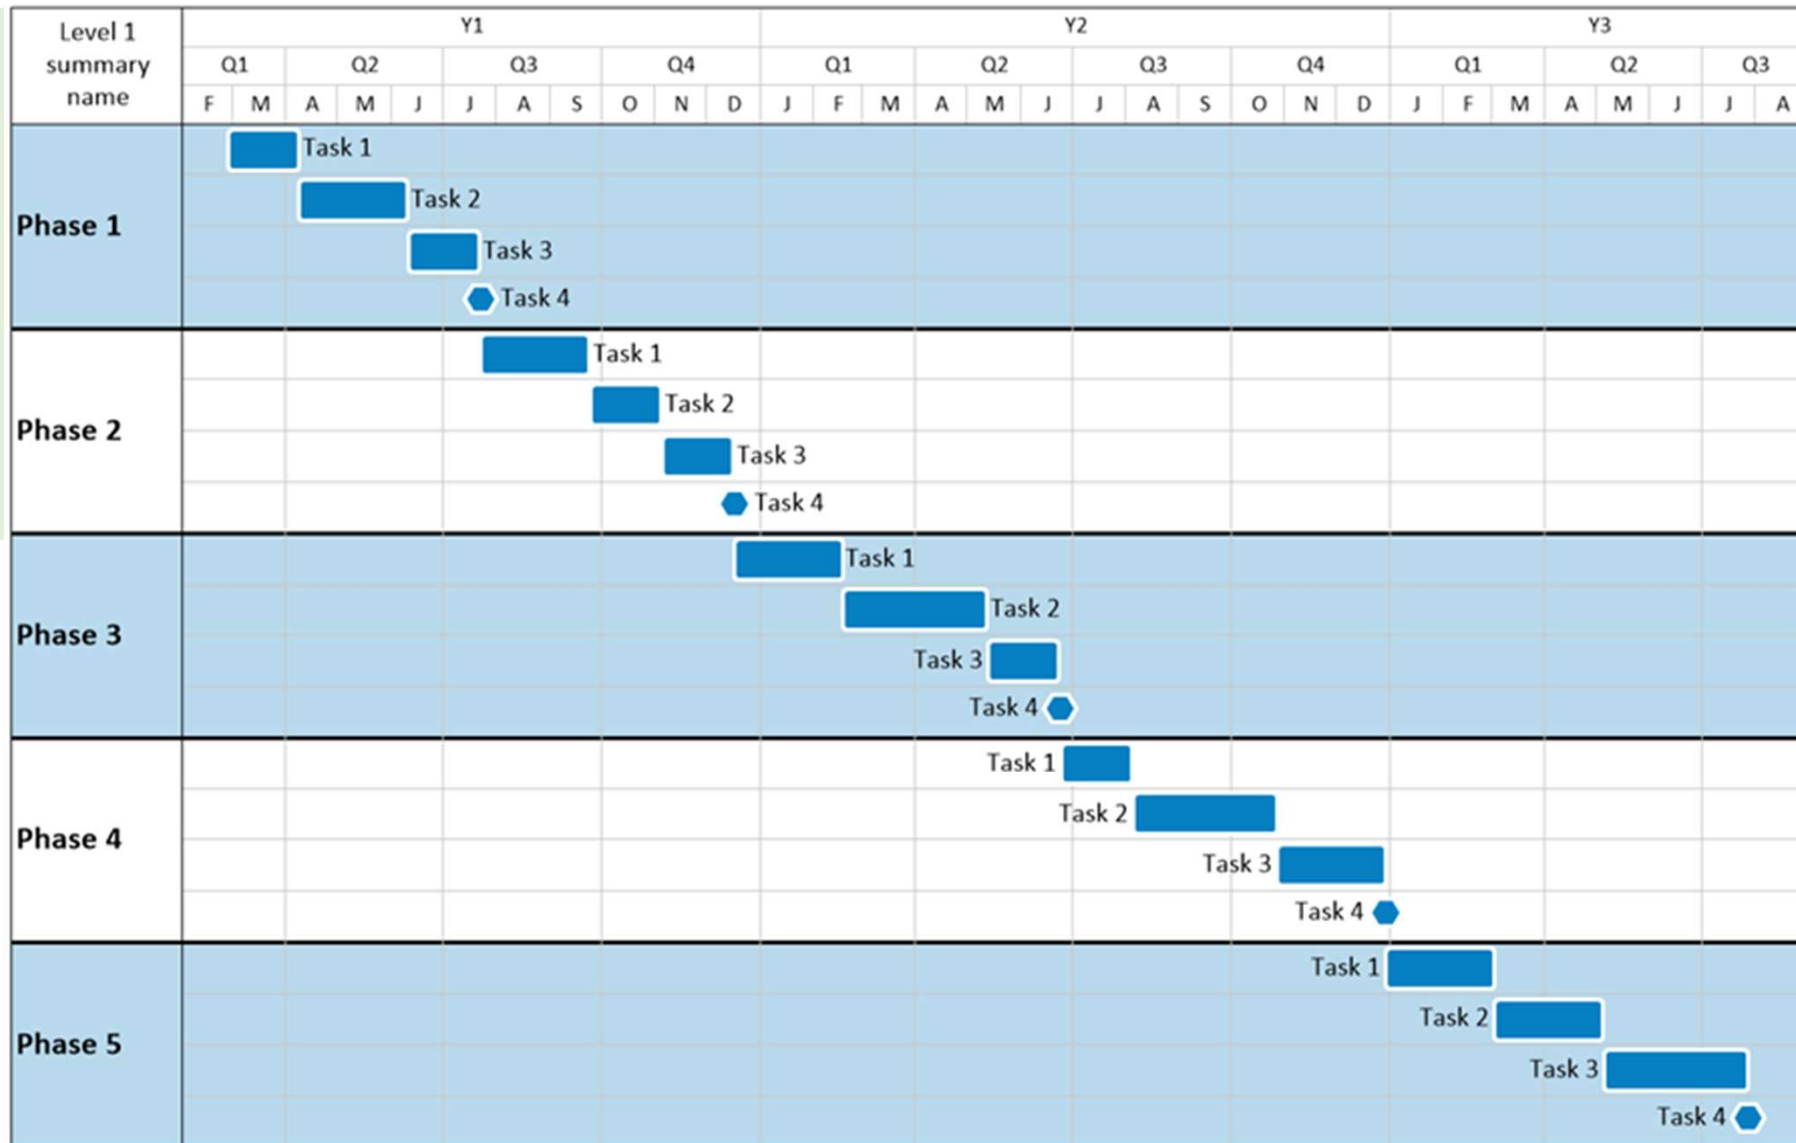 Level 1
summary
name
Y1 Y2 Y3
Q1 Q2 Q3 Q4 Q1 Q2 Q3 Q4 Q1 Q2 Q3
F M A M J J A S O N D J F M A M J J A S O N D J F M A M J J A
Phase 1
Task 1
Task 2
Task 3
Task 4
Phase 2
Task 1
Task 2
Task 3
Task 4
Phase 3
Task 1
Task 2
Task 3
Task 4
Phase 4
Task 1
Task 2
Task 3
Task 4
Phase 5
Task 1
Task 2
Task 3
Task 4